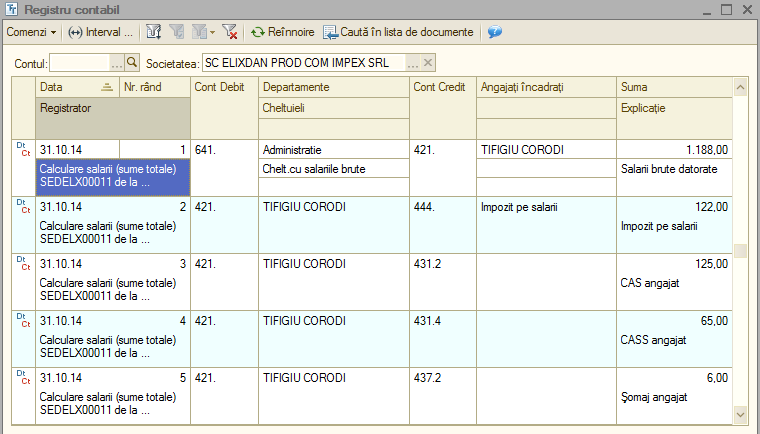 Registru contabil
Comenzi Interval ... Reînnoire Caută în lista de documente
Contul: ... Societatea: SC ELIXDAN PROD COM IMPEX SRL ...
Data Nr. rând Cont Debit Departamente Cont Credit Angajați încadrați Suma
Registrator Cheltuieli Explicație
Dt Ct 31.10.14 1 641. Administratie 421. TIFIGIU CORODI 1.188,00
Calculare salarii (sume totale) Chelt.cu salariile brute Salarii brute datorate
SEDELX00011 de la ...
Dt Ct 31.10.14 2 421. TIFIGIU CORODI 444. Impozit pe salarii 122,00
Calculare salarii (sume totale) Impozit pe salarii
SEDELX00011 de la ...
Dt Ct 31.10.14 3 421. TIFIGIU CORODI 431.2 125,00
Calculare salarii (sume totale) CAS angajat
SEDELX00011 de la ...
Dt Ct 31.10.14 4 421. TIFIGIU CORODI 431.4 65,00
Calculare salarii (sume totale) CASS angajat
SEDELX00011 de la ...
Dt Ct 31.10.14 5 421. TIFIGIU CORODI 437.2 6,00
Calculare salarii (sume totale) Şomaj angajat
SEDELX00011 de la ...